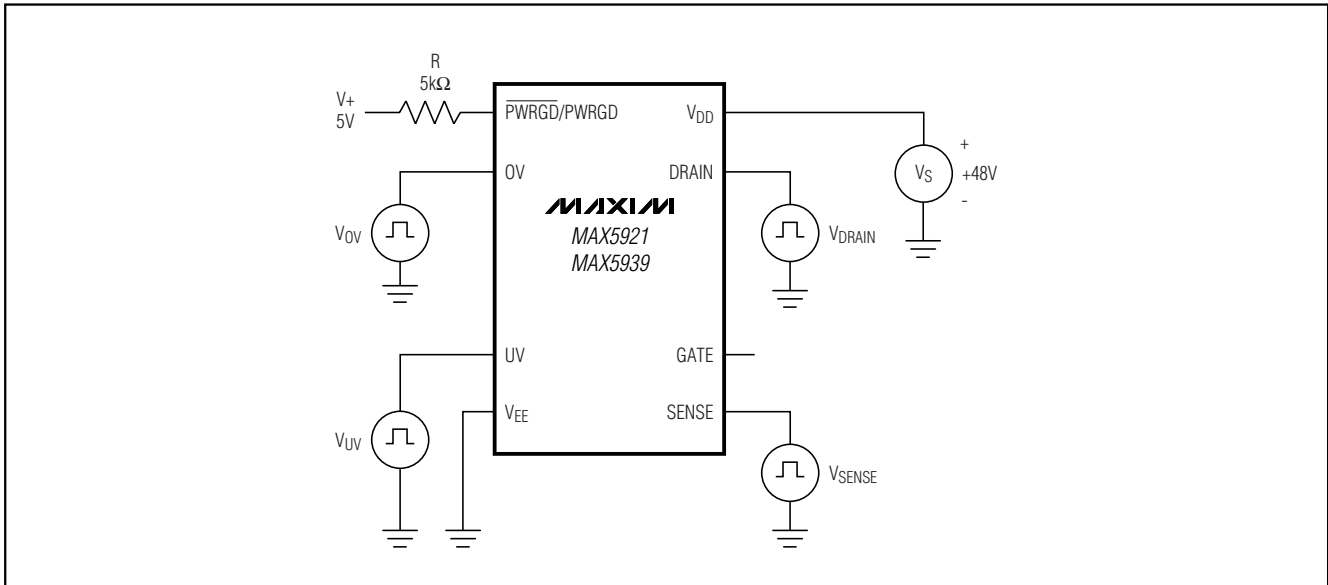 R
5kΩ
V+
5V
PWRGD/PWRGD
VDD
OV
DRAIN
VS
+
+48V
-
MAXIM
MAX5921
MAX5939
VOV
VDRAIN
UV
GATE
VEE
SENSE
VUV
VSENSE